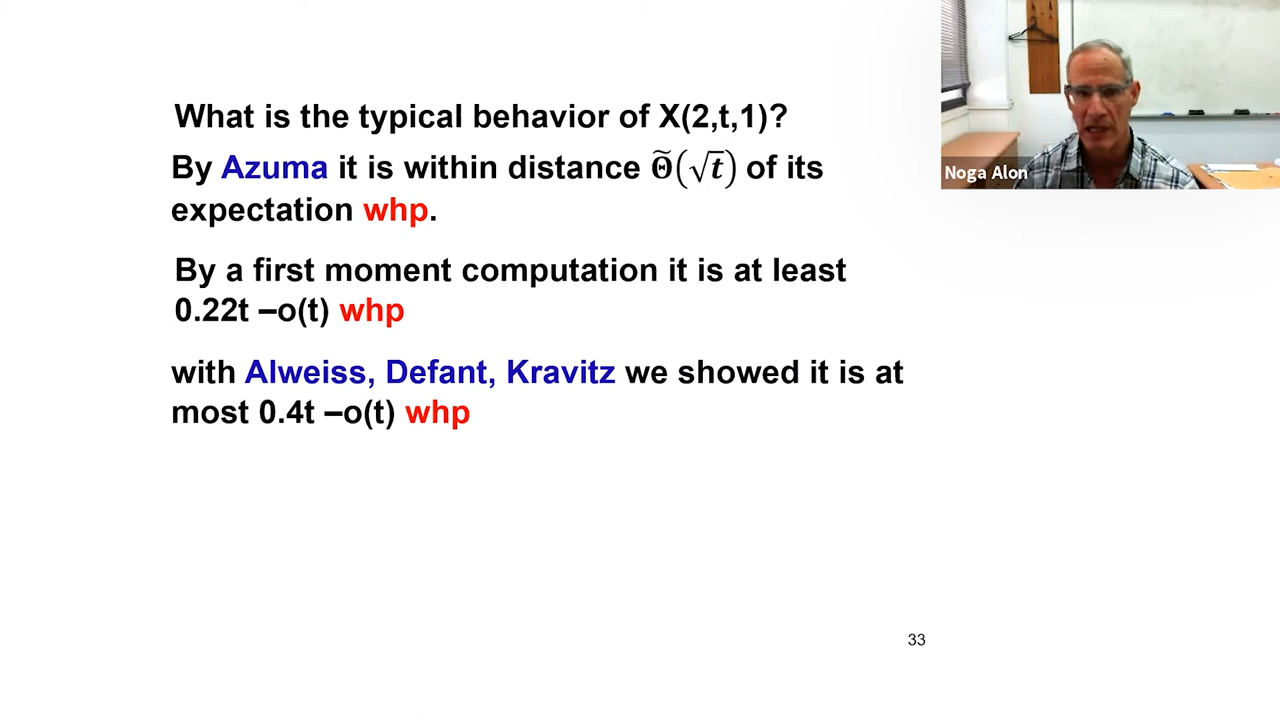 What is the typical behavior of X(2,t,1)?
By Azuma it is within distance Θ̃(√t) of its
expectation whp.
By a first moment computation it is at least
0.22t –o(t) whp
with Alweiss, Defant, Kravitz we showed it is at
most 0.4t –o(t) whp
33
Noga Alon